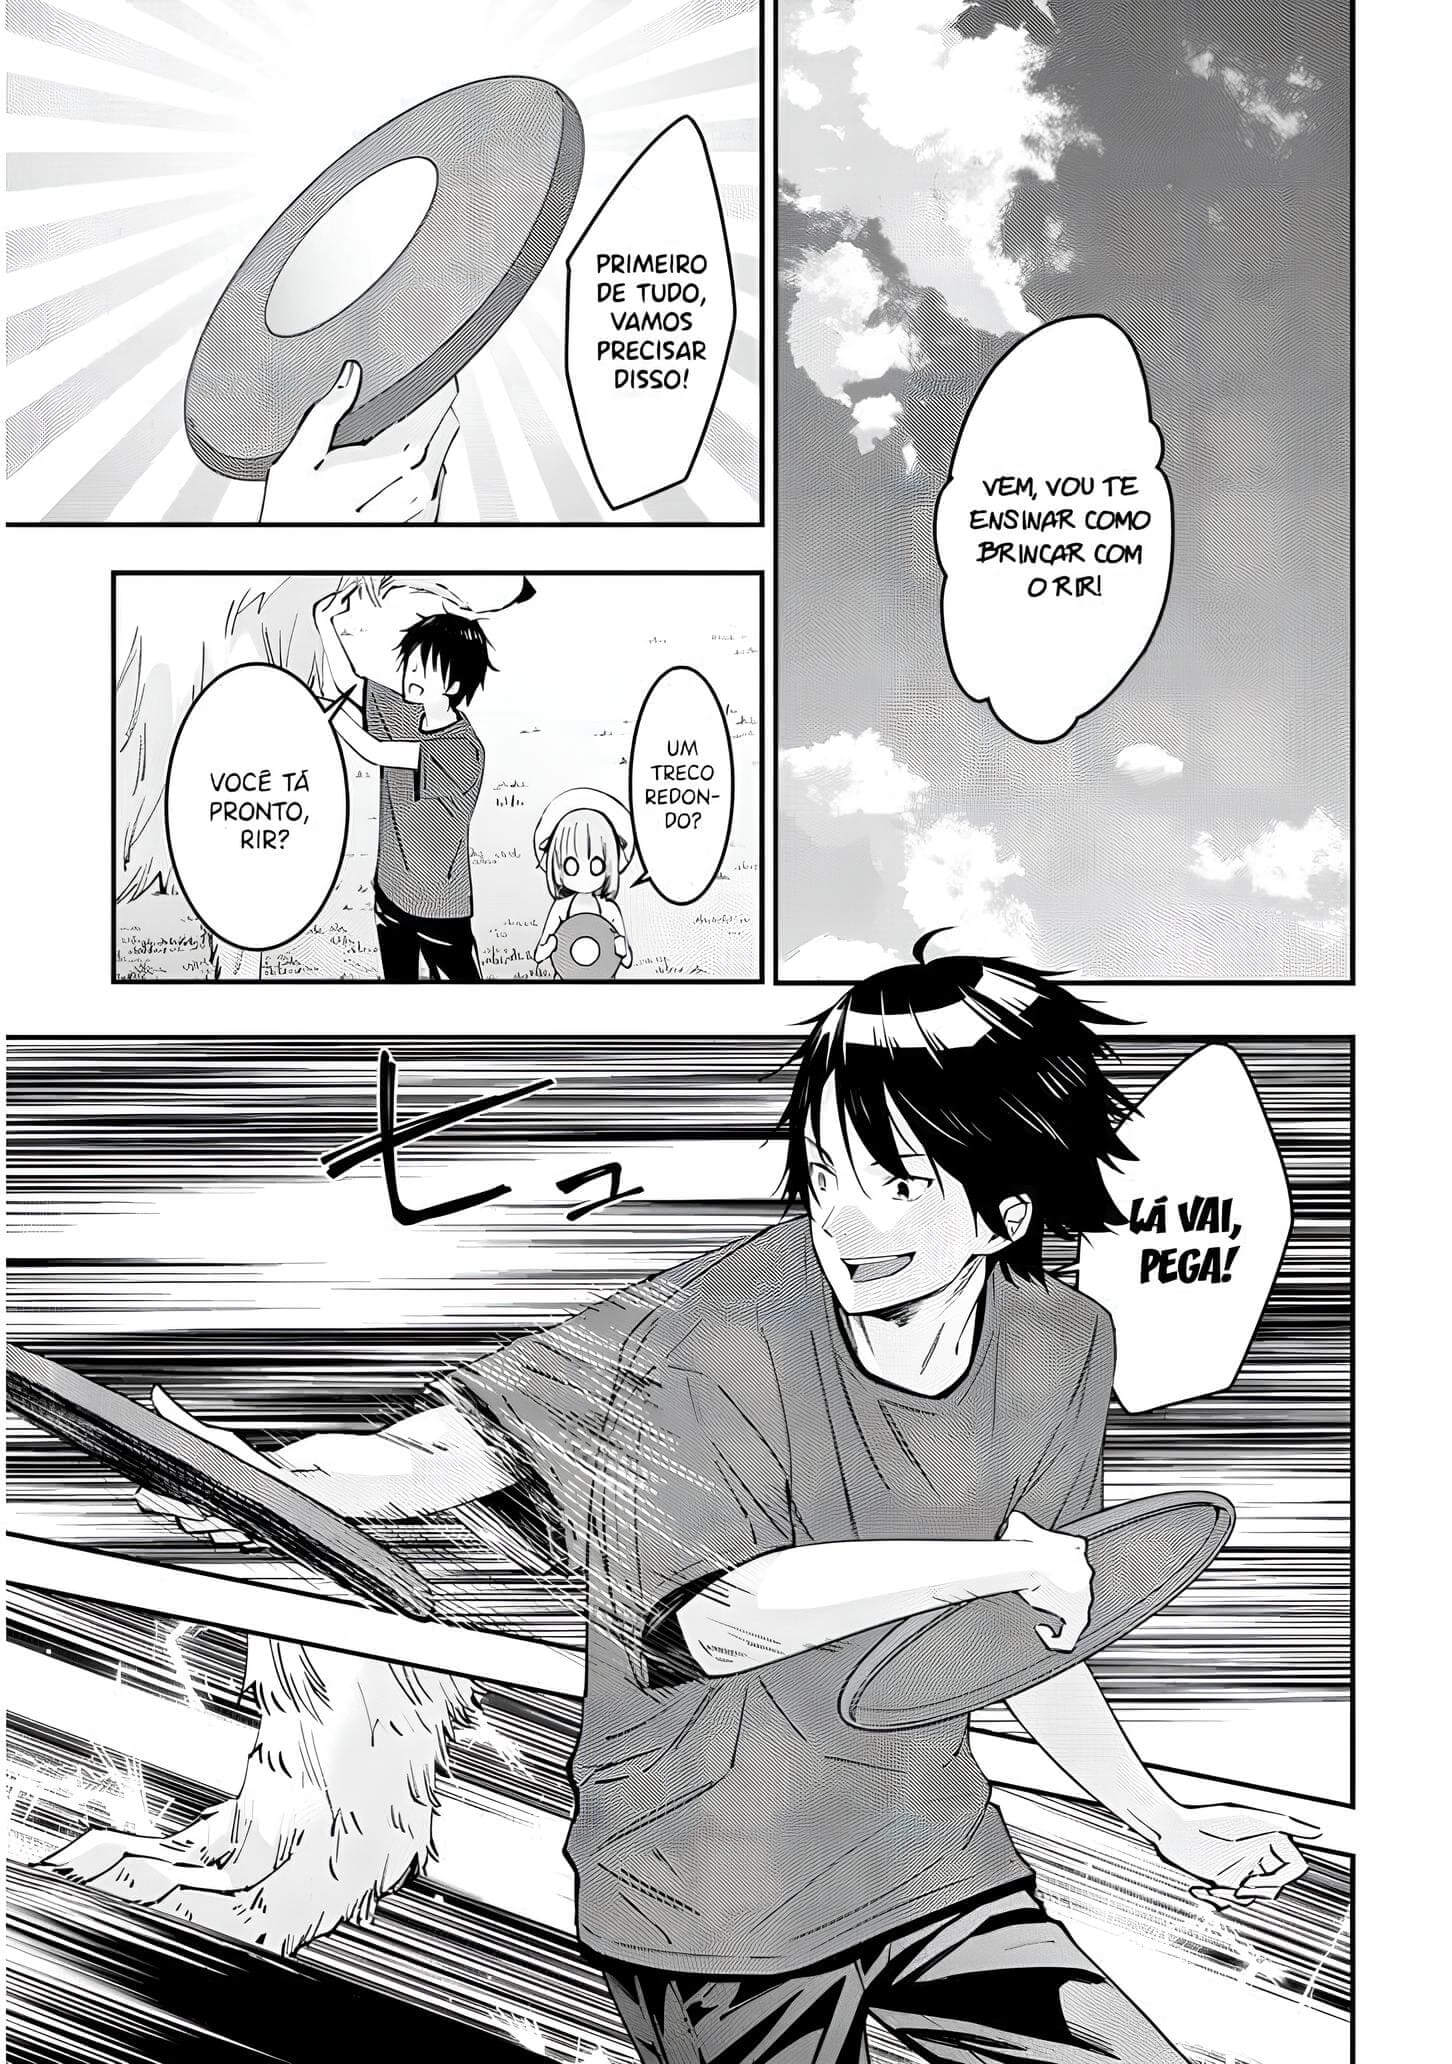 VEM, VOU TE
ENSINAR COMO
BRINCAR COM
O RIR!
PRIMEIRO
DE TUDO,
VAMOS
PRECISAR
DISSO!
UM
TRECO
REDON-
DO?
VOCÊ TÁ
PRONTO,
RIR?
LÁ VAI,
PEGA!
ヒュ